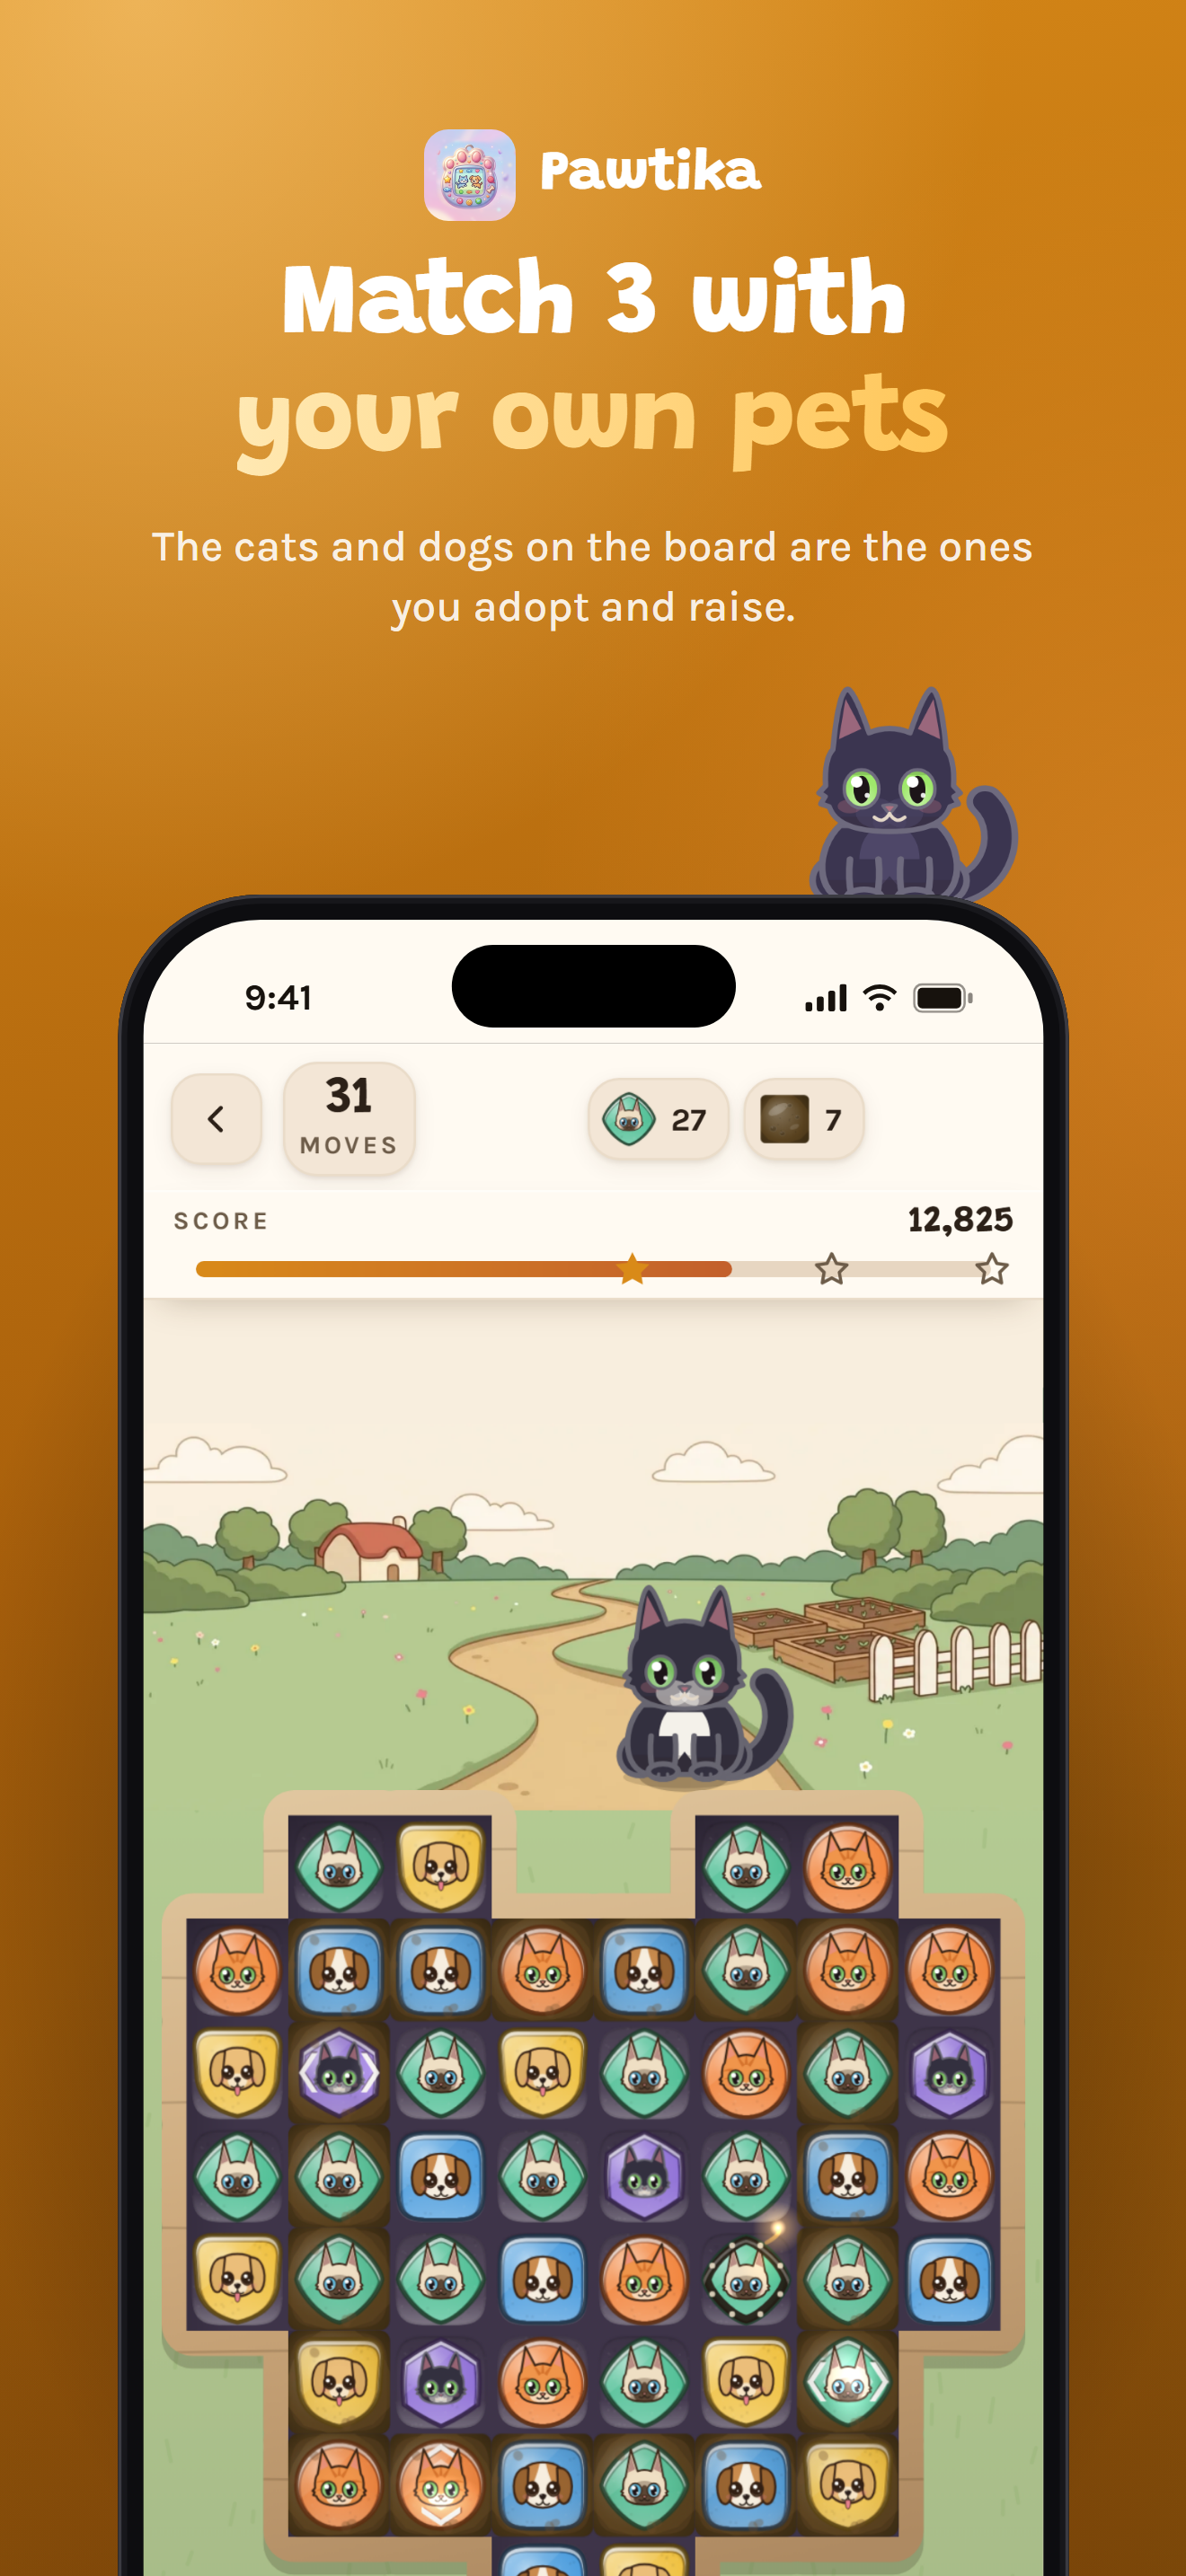 Pawtika
Match 3 with
your own pets
The cats and dogs on the board are the ones
you adopt and raise.
9:41
31
MOVES
27
7
SCORE
12,825